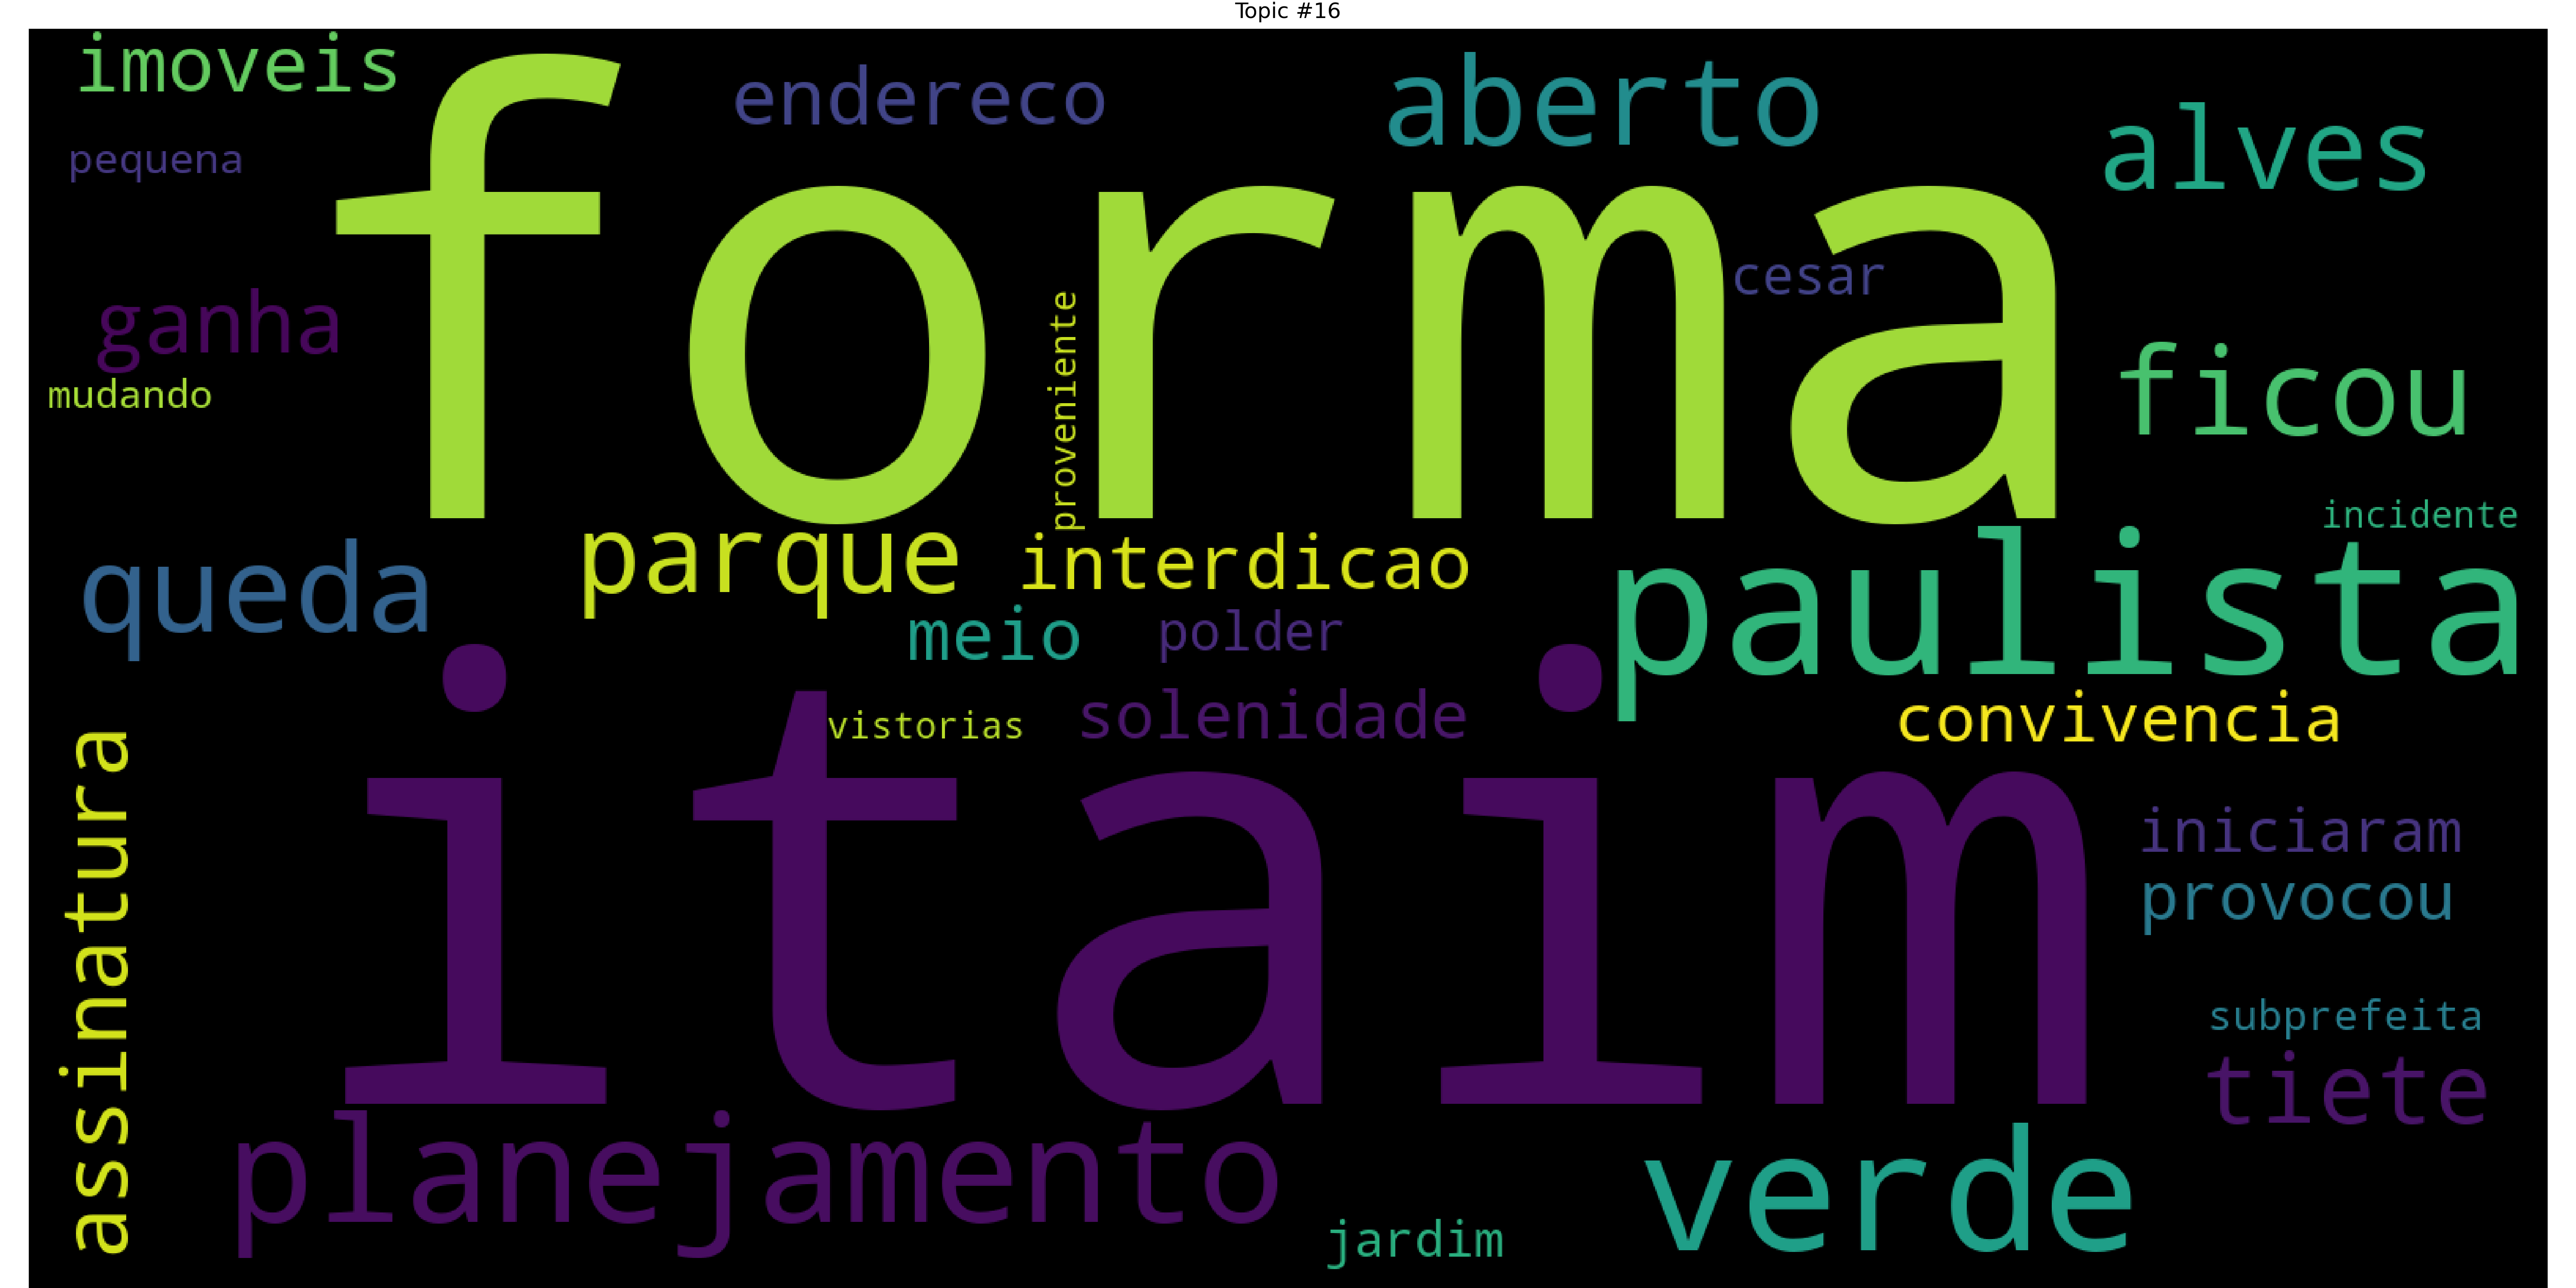 Topic #16
imoveis
endereco
aberto
alves
pequena
forma
cesar
ganha
proveniente
mudando
ficou
incidente
queda
parque
interdicao
paulista
meio
polder
vistorias
solenidade
convivencia
assinatura
itaim
iniciaram
provocou
subprefeita
tiete
planejamento
verde
jardim